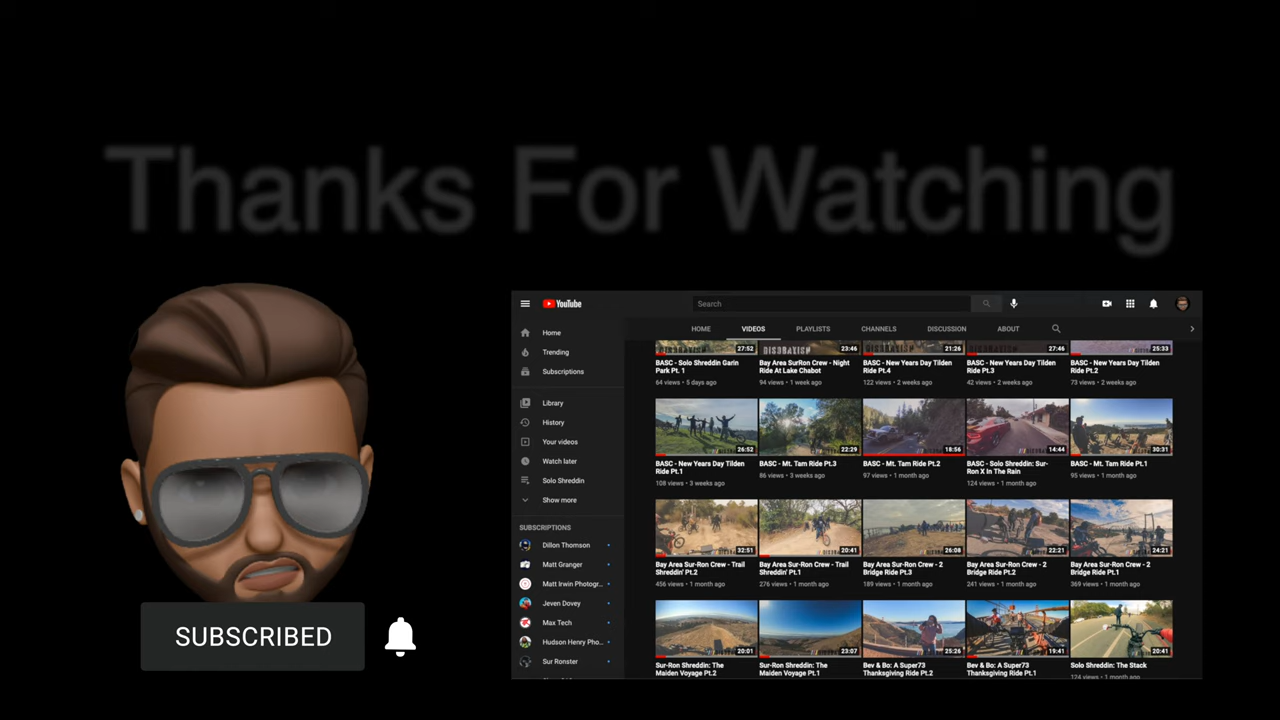 Thanks For Watching
YouTube
Search
HOME VIDEOS PLAYLISTS CHANNELS DISCUSSION ABOUT
Home
Trending
Subscriptions
Library
History
Your videos
Watch later
Solo Shreddin
Show more
SUBSCRIPTIONS
Dillon Thomson
Matt Granger
Matt Irwin Photogr...
Jeven Dovey
Max Tech
Hudson Henry Pho...
Sur Ronster
27:52 23:46 21:26 27:46 25:33
BASC - Solo Shreddin Garin Bay Area SurRon Crew - Night BASC - New Years Day Tilden BASC - New Years Day Tilden BASC - New Years Day Tilden
Park Pt. 1 Ride At Lake Chabot Ride Pt.4 Ride Pt.3 Ride Pt.2
64 views • 5 days ago 94 views • 1 week ago 122 views • 2 weeks ago 42 views • 2 weeks ago 73 views • 2 weeks ago
26:52 22:29 18:56 14:44 30:31
BASC - New Years Day Tilden BASC - Mt. Tam Ride Pt.3 BASC - Mt. Tam Ride Pt.2 BASC - Solo Shreddin: Sur- BASC - Mt. Tam Ride Pt.1
Ride Pt.1 Ron X In The Rain
108 views • 3 weeks ago 86 views • 3 weeks ago 97 views • 1 month ago 124 views • 1 month ago 95 views • 1 month ago
32:51 20:41 26:08 22:21 24:21
Bay Area Sur-Ron Crew - Trail Bay Area Sur-Ron Crew - Trail Bay Area Sur-Ron Crew - 2 Bay Area Sur-Ron Crew - 2 Bay Area Sur-Ron Crew - 2
Shreddin' Pt.2 Shreddin' Pt.1 Bridge Ride Pt.3 Bridge Ride Pt.2 Bridge Ride Pt.1
456 views • 1 month ago 276 views • 1 month ago 189 views • 1 month ago 241 views • 1 month ago 369 views • 1 month ago
20:01 23:07 25:26 19:41 20:41
Sur-Ron Shreddin: The Sur-Ron Shreddin: The Bev & Bo: A Super73 Bev & Bo: A Super73 Solo Shreddin: The Stack
Maiden Voyage Pt.2 Maiden Voyage Pt.1 Thanksgiving Ride Pt.2 Thanksgiving Ride Pt.1
124 views • 1 month ago
SUBSCRIBED